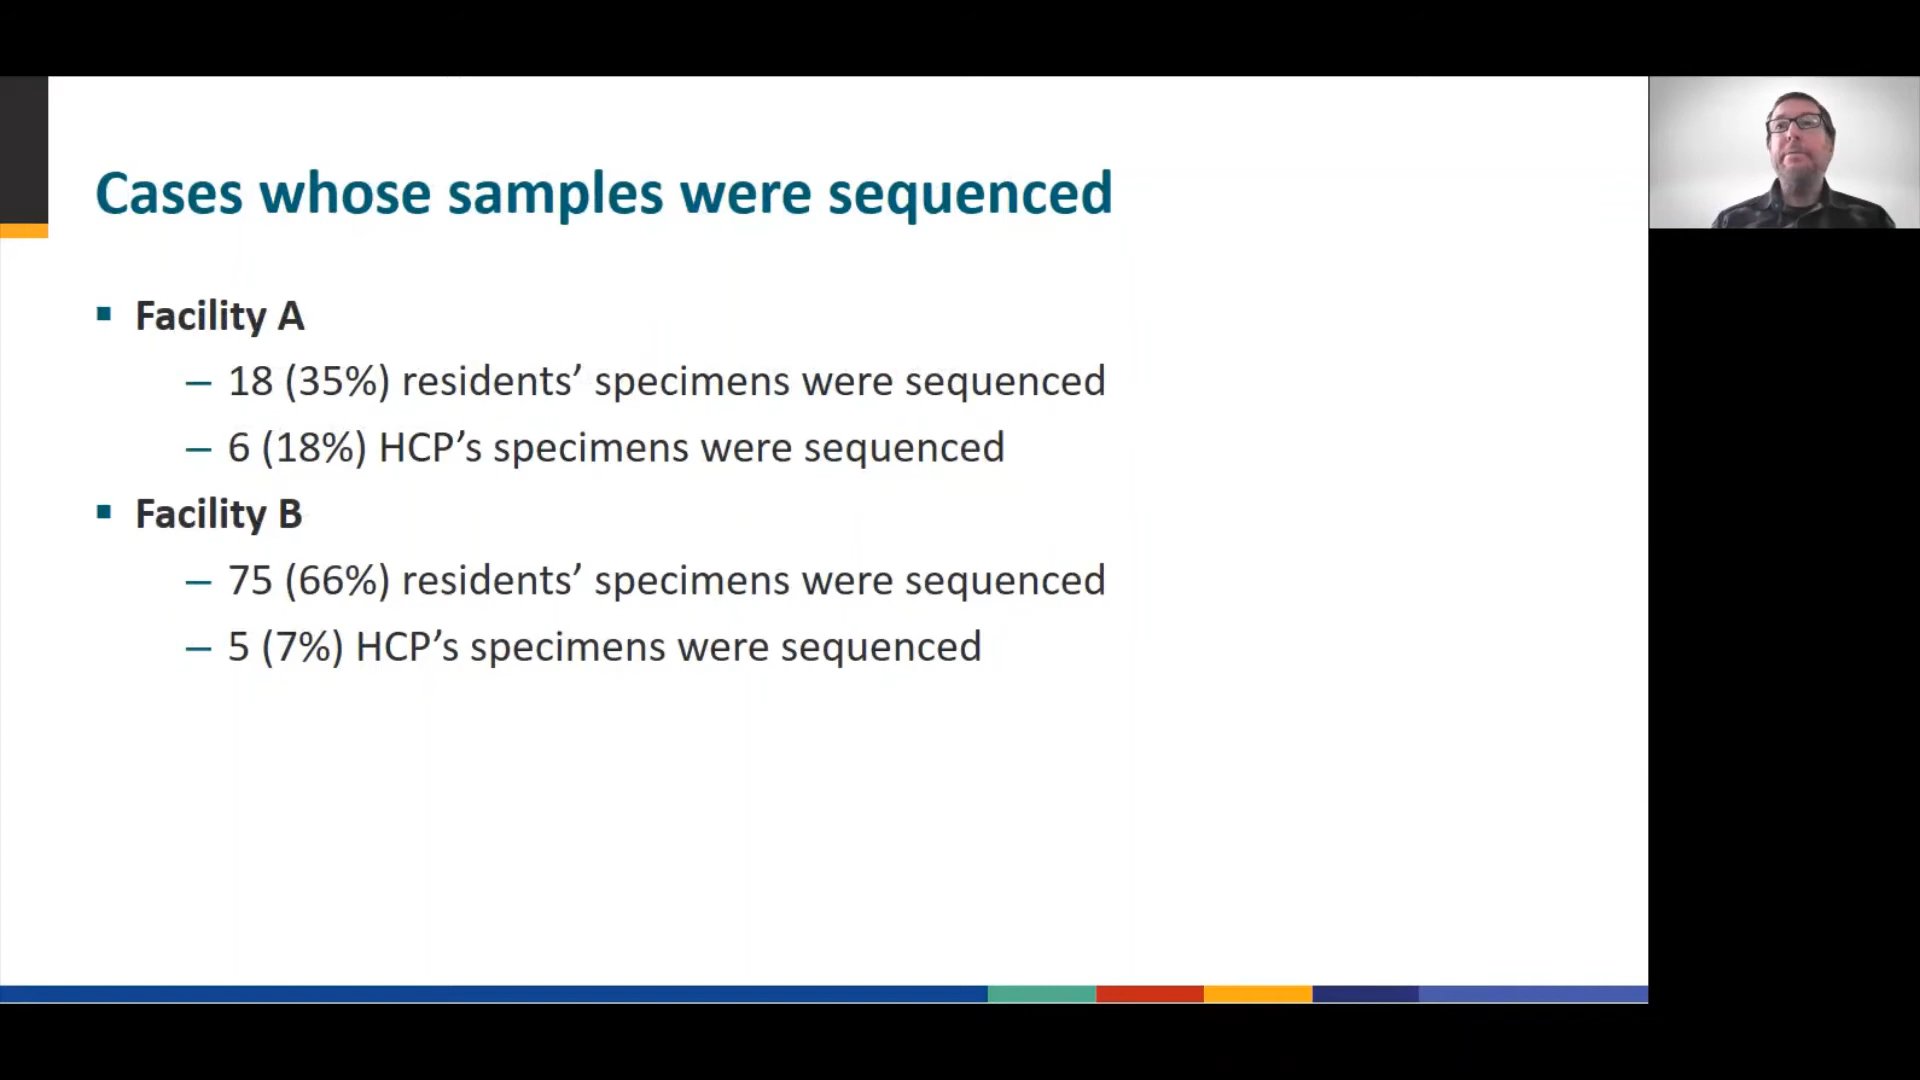 Cases whose samples were sequenced
▪ Facility A
– 18 (35%) residents’ specimens were sequenced
– 6 (18%) HCP’s specimens were sequenced
▪ Facility B
– 75 (66%) residents’ specimens were sequenced
– 5 (7%) HCP’s specimens were sequenced